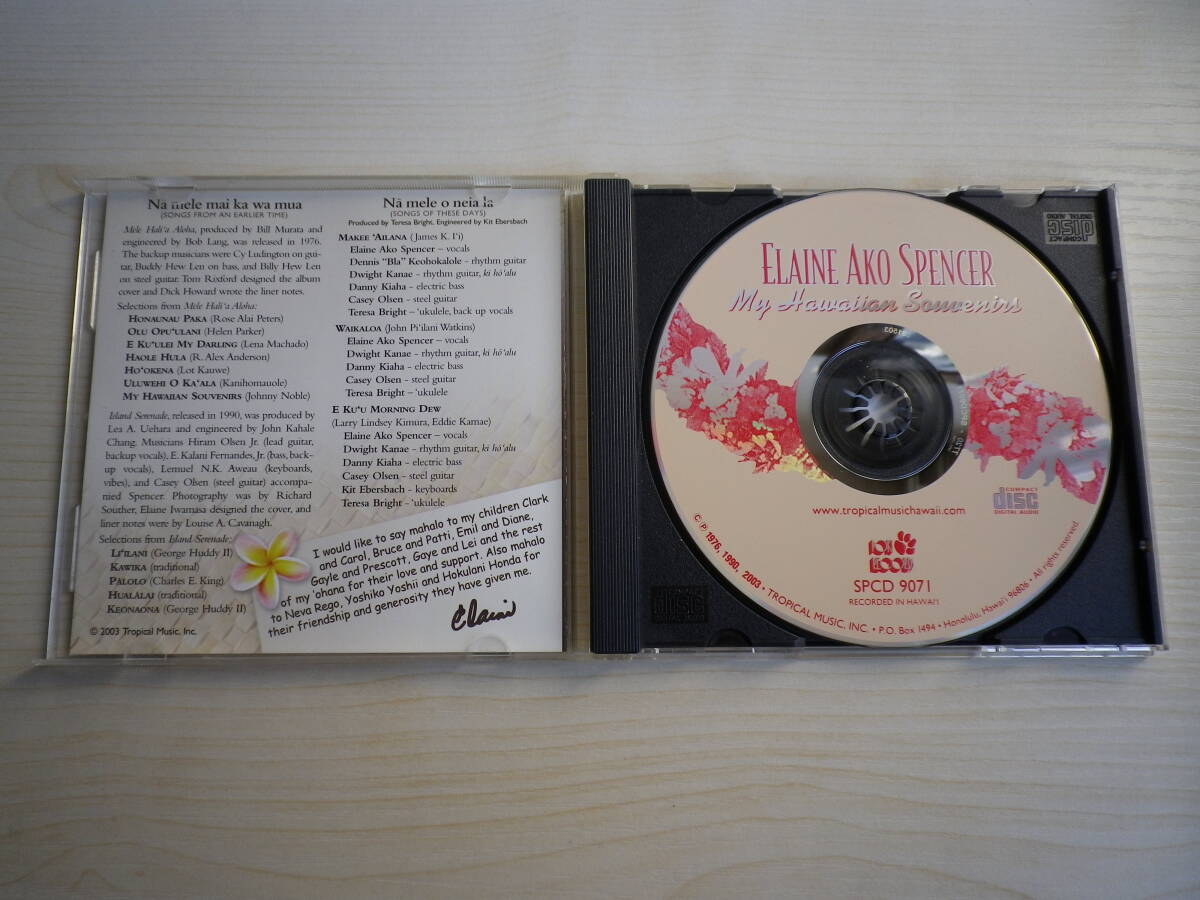 Nā mele mai ka wa mua
(SONGS FROM AN EARLIER TIME)
Mele Hali‘a Aloha, produced by Bill Murata and
engineered by Bob Lang, was released in 1976.
The backup musicians were Cy Ludington on gui-
tar, Buddy Hew Len on bass, and Billy Hew Len
on steel guitar. Tom Rixford designed the album
cover and Dick Howard wrote the liner notes.
Selections from Mele Hali‘a Aloha:
HONAUNAU PAKA (Rose Alai Peters)
OLU OPU‘ULANI (Helen Parker)
E KU‘ULEI MY DARLING (Lena Machado)
HAOLE HULA (R. Alex Anderson)
HO‘OKENA (Lot Kauwe)
ULUWEHI O KA‘ALA (Kanihomauole)
MY HAWAIIAN SOUVENIRS (Johnny Noble)
Island Serenade, released in 1990, was produced by
Lea A. Uehara and engineered by John Kahale
Chang. Musicians Hiram Olsen Jr. (lead guitar,
backup vocals), E. Kalani Fernandes, Jr. (bass, back-
up vocals), Lemuel N.K. Aweau (keyboards,
vibes), and Casey Olsen (steel guitar) accompa-
nied Spencer. Photography was by Richard
Souther, Elaine Iwamasa designed the cover, and
liner notes were by Louise A. Cavanagh.
Selections from Island Serenade:
LI‘ILANI (George Huddy II)
KAWIKA (traditional)
PĀLOLO (Charles E. King)
HUALĀLAI (traditional)
KEONAONA (George Huddy II)
© 2003 Tropical Music, Inc.
Nā mele o neia la
(SONGS OF THESE DAYS)
Produced by Teresa Bright, Engineered by Kit Ebersbach
MAKEE ‘AILANA (James K. I‘i)
Elaine Ako Spencer – vocals
Dennis “Bla” Keohokalole – rhythm guitar
Dwight Kanae – rhythm guitar, ki hō‘alu
Danny Kiaha – electric bass
Casey Olsen – steel guitar
Teresa Bright – ‘ukulele, back up vocals
WAIKALOA (John Pi‘ilani Watkins)
Elaine Ako Spencer – vocals
Dwight Kanae – rhythm guitar, ki hō‘alu
Danny Kiaha – electric bass
Casey Olsen – steel guitar
Teresa Bright – ‘ukulele
E KU‘U MORNING DEW
(Larry Lindsey Kimura, Eddie Kamae)
Elaine Ako Spencer – vocals
Dwight Kanae – rhythm guitar, ki hō‘alu
Danny Kiaha – electric bass
Casey Olsen – steel guitar
Kit Ebersbach – keyboards
Teresa Bright – ‘ukulele
I would like to say mahalo to my children Clark
and Carol, Bruce and Patti, Emil and Diane,
Gayle and Prescott, Gaye and Lei and the rest
of my ‘ohana for their love and support. Also mahalo
to Neva Rego, Yoshiko Yoshii and Hokulani Honda for
their friendship and generosity they have given me.
Elaine
COMPACT
disc
DIGITAL AUDIO
ELAINE AKO SPENCER
My Hawaiian Souvenirs
COMPACT
disc
DIGITAL AUDIO
www.tropicalmusichawaii.com
SPCD 9071
RECORDED IN HAWAI‘I
© ℗ 1976, 1990, 2003 • TROPICAL MUSIC, INC. • P.O. Box 1494 • Honolulu, Hawai‘i 96806 • All rights reserved